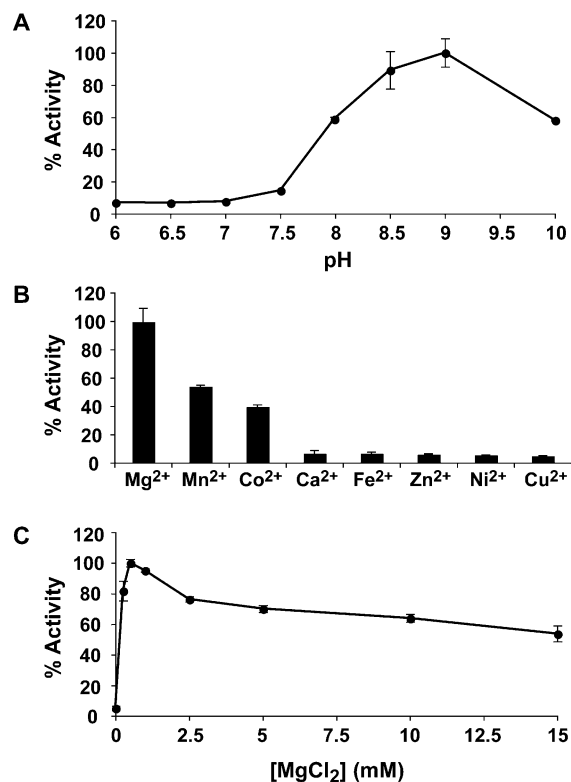 A
120
100
80
60
40
20
0
% Activity
6 6.5 7 7.5 8 8.5 9 9.5 10
pH
B
120
100
80
60
40
20
0
% Activity
Mg2+ Mn2+ Co2+ Ca2+ Fe2+ Zn2+ Ni2+ Cu2+
C
120
100
80
60
40
20
0
% Activity
0 2.5 5 7.5 10 12.5 15
[MgCl2] (mM)